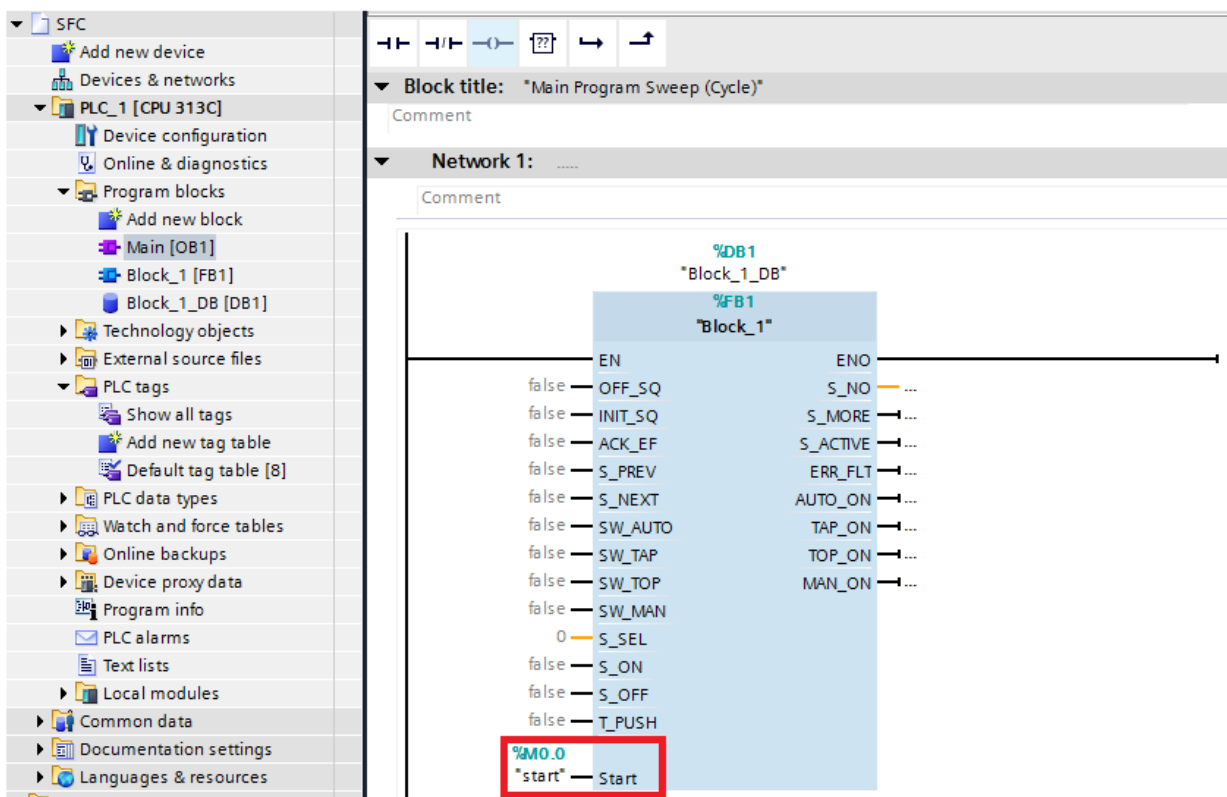 SFC
Add new device
Devices & networks
PLC_1 [CPU 313C]
Device configuration
Online & diagnostics
Program blocks
Add new block
Main [OB1]
Block_1 [FB1]
Block_1_DB [DB1]
Technology objects
External source files
PLC tags
Show all tags
Add new tag table
Default tag table [8]
PLC data types
Watch and force tables
Online backups
Device proxy data
Program info
PLC alarms
Text lists
Local modules
Common data
Documentation settings
Languages & resources
??
Block title: "Main Program Sweep (Cycle)"
Comment
Network 1: .....
Comment
%DB1
"Block_1_DB"
%FB1
"Block_1"
EN ENO
false OFF_SQ S_NO ...
false INIT_SQ S_MORE ...
false ACK_EF S_ACTIVE ...
false S_PREV ERR_FLT ...
false S_NEXT AUTO_ON ...
false SW_AUTO TAP_ON ...
false SW_TAP TOP_ON ...
false SW_TOP MAN_ON ...
false SW_MAN
0 S_SEL
false S_ON
false S_OFF
false T_PUSH
%M0.0
"start" Start